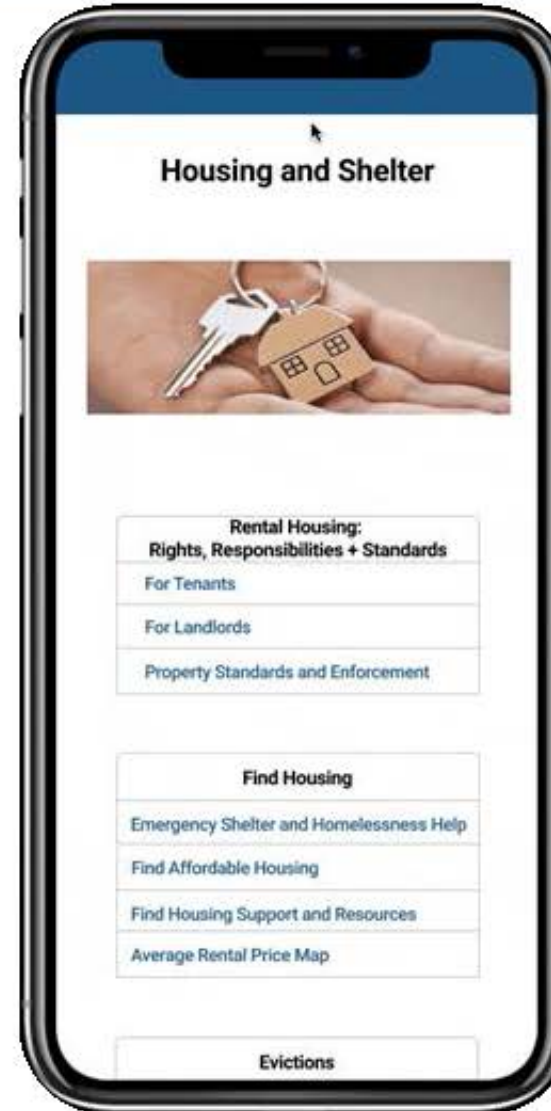 Housing and Shelter
Rental Housing:
Rights, Responsibilities + Standards
For Tenants
For Landlords
Property Standards and Enforcement
Find Housing
Emergency Shelter and Homelessness Help
Find Affordable Housing
Find Housing Support and Resources
Average Rental Price Map
Evictions